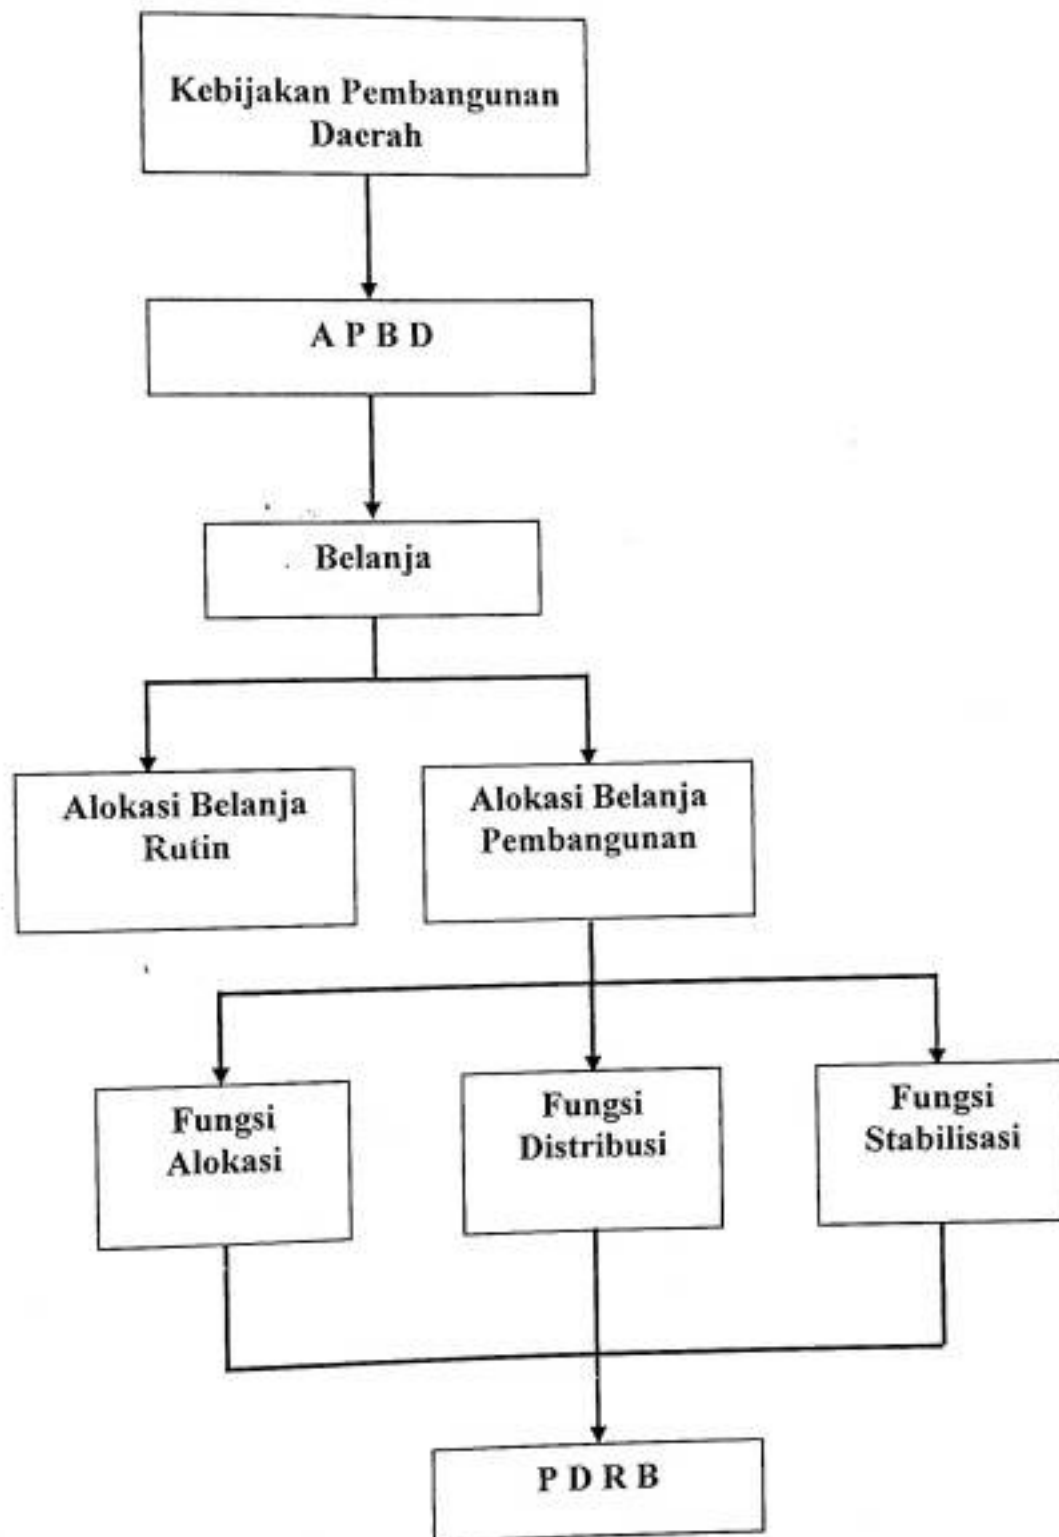 Kebijakan Pembangunan
Daerah
A P B D
Belanja
Alokasi Belanja
Rutin
Alokasi Belanja
Pembangunan
Fungsi
Alokasi
Fungsi
Distribusi
Fungsi
Stabilisasi
P D R B